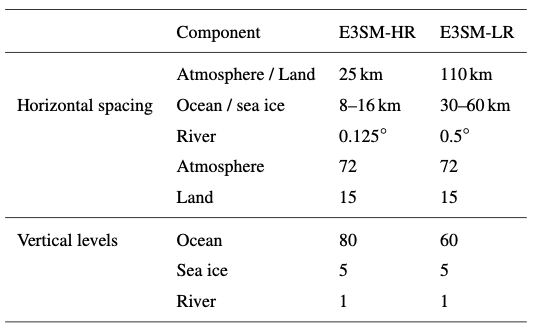 Component E3SM-HR E3SM-LR
Atmosphere / Land 25 km 110 km
Horizontal spacing Ocean / sea ice 8–16 km 30–60 km
River 0.125° 0.5°
Atmosphere 72 72
Land 15 15
Vertical levels Ocean 80 60
Sea ice 5 5
River 1 1